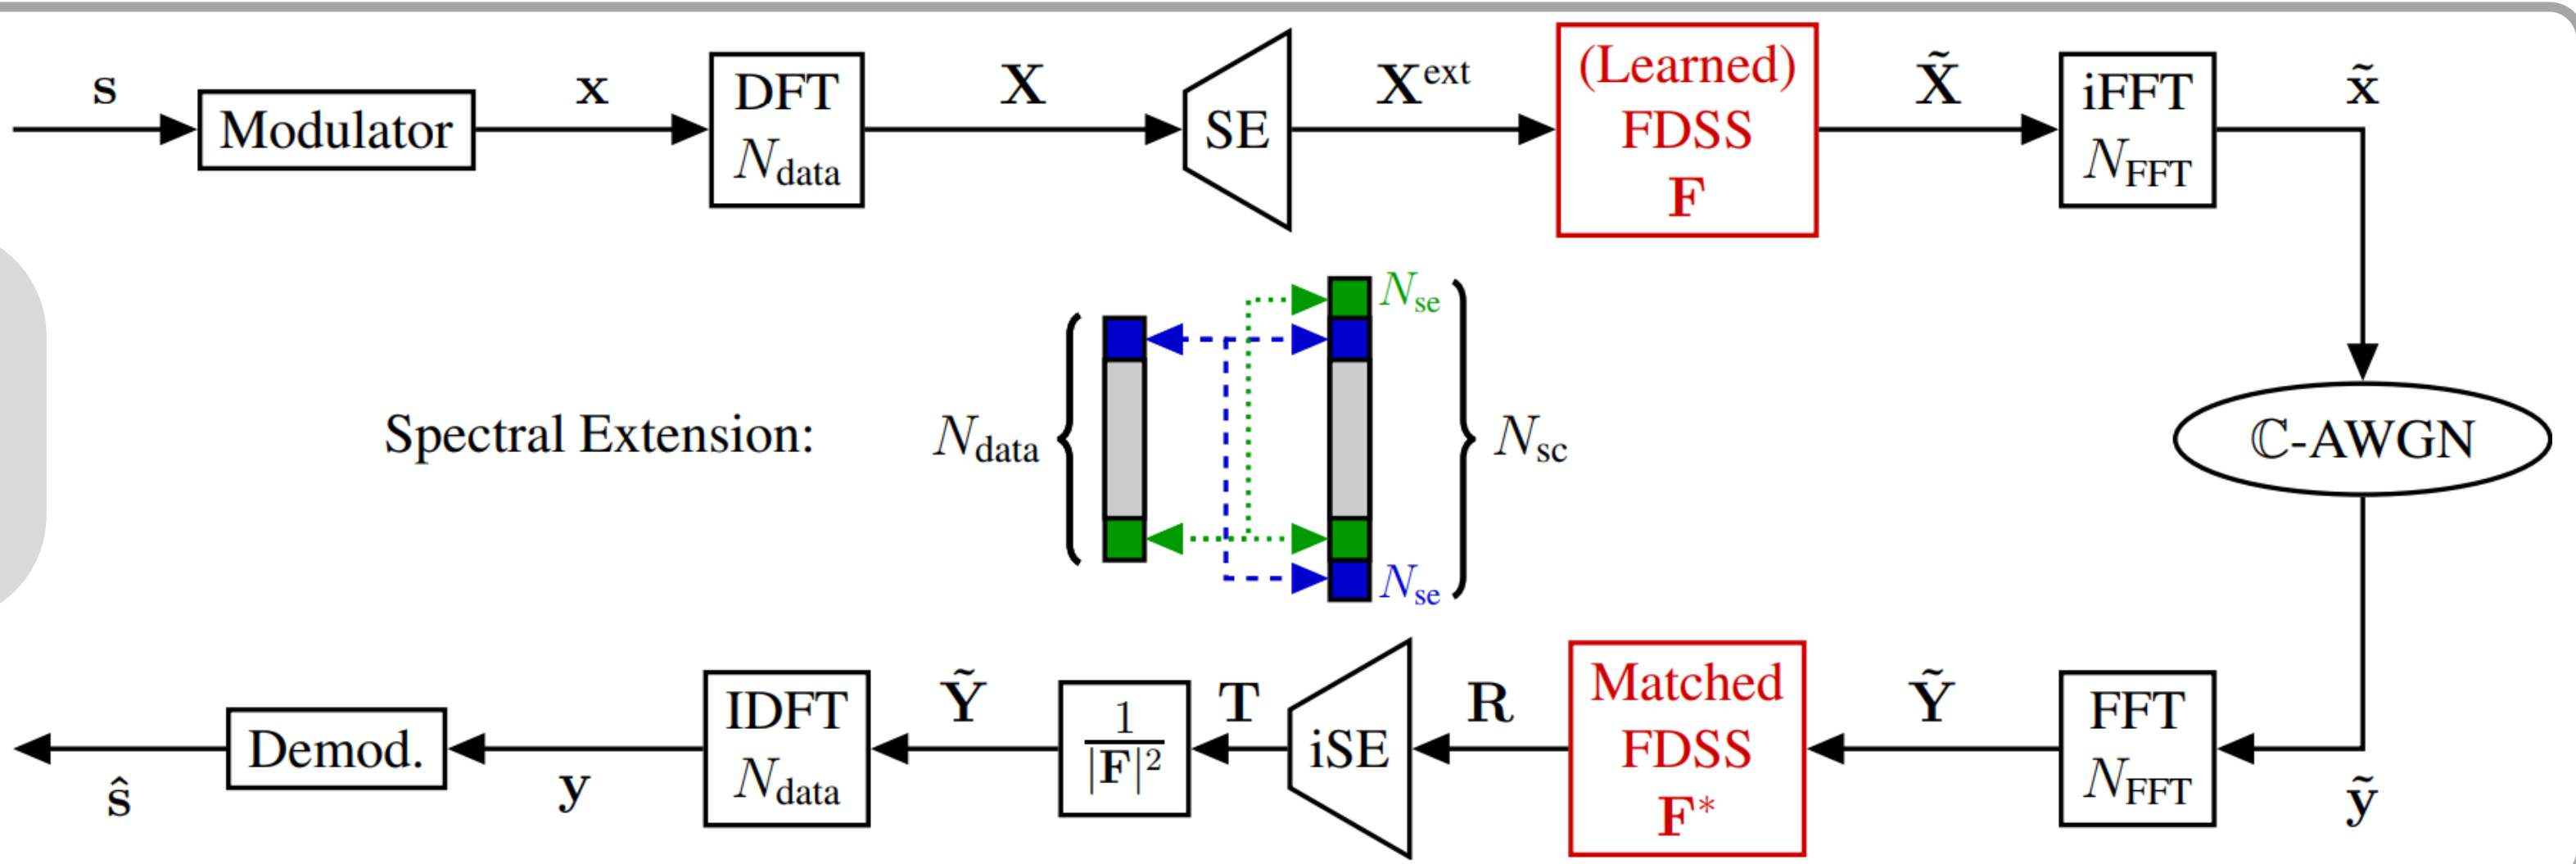 s
Modulator
x
DFT
N_data
X
SE
X^ext
(Learned)
FDSS
F
X̃
iFFT
N_FFT
x̃
ℂ-AWGN
Spectral Extension:
N_data
N_se
N_se
N_sc
ỹ
FFT
N_FFT
Ỹ
Matched
FDSS
F*
R
iSE
T
1
|F|²
Ỹ
IDFT
N_data
y
Demod.
ŝ